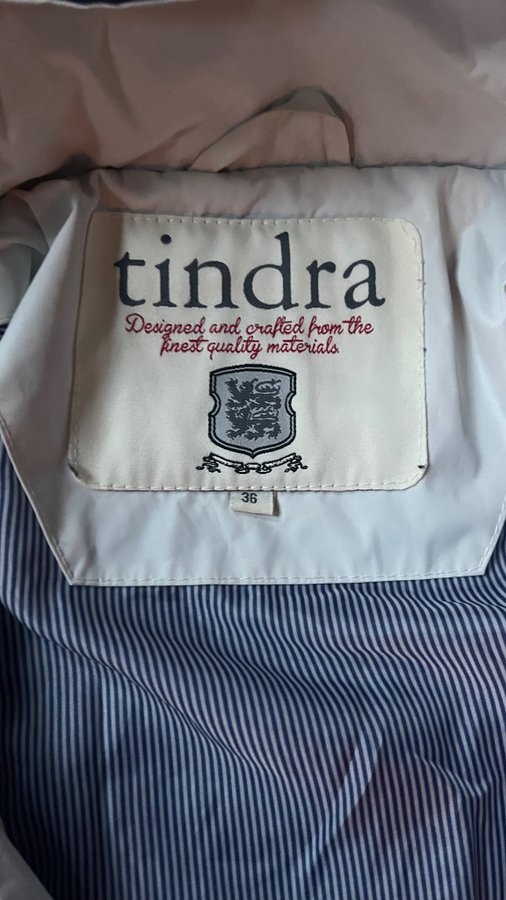 tindra
Designed and crafted from the
finest quality materials.
36